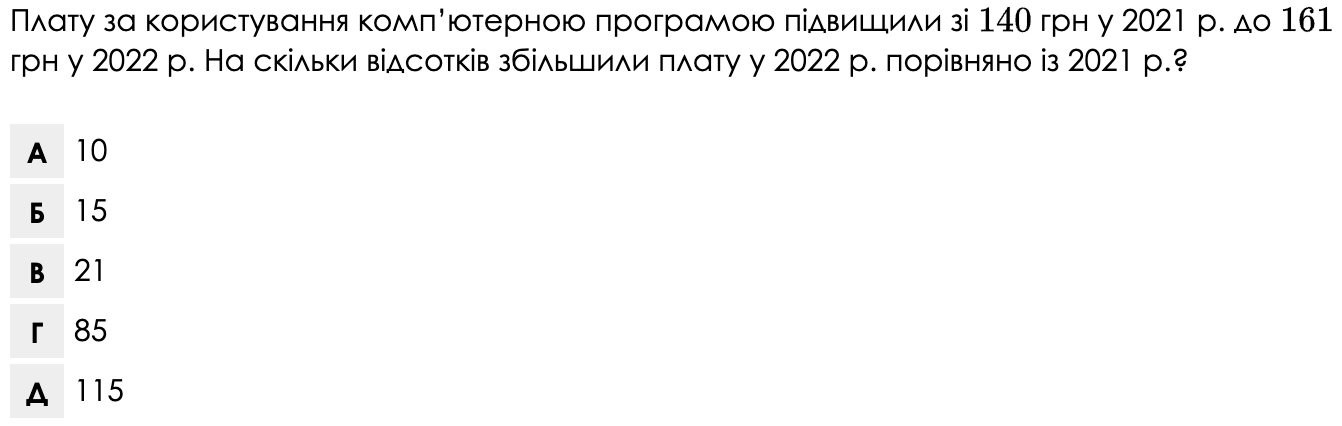 Плату за користування комп’ютерною програмою підвищили зі 140 грн у 2021 р. до 161
грн у 2022 р. На скільки відсотків збільшили плату у 2022 р. порівняно із 2021 р.?
А 10
Б 15
В 21
Г 85
Д 115